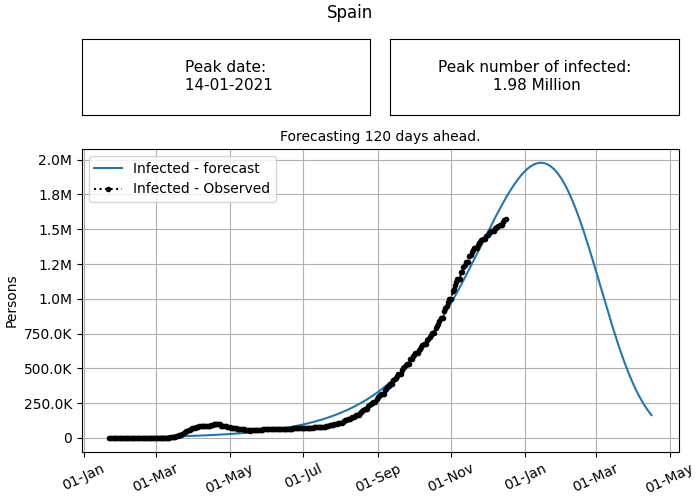 Spain
Peak date:
14-01-2021
Peak number of infected:
1.98 Million
Forecasting 120 days ahead.
Infected - forecast
Infected - Observed
Persons
2.0M
1.8M
1.5M
1.2M
1.0M
750.0K
500.0K
250.0K
0
01-Jan
01-Mar
01-May
01-Jul
01-Sep
01-Nov
01-Jan
01-Mar
01-May